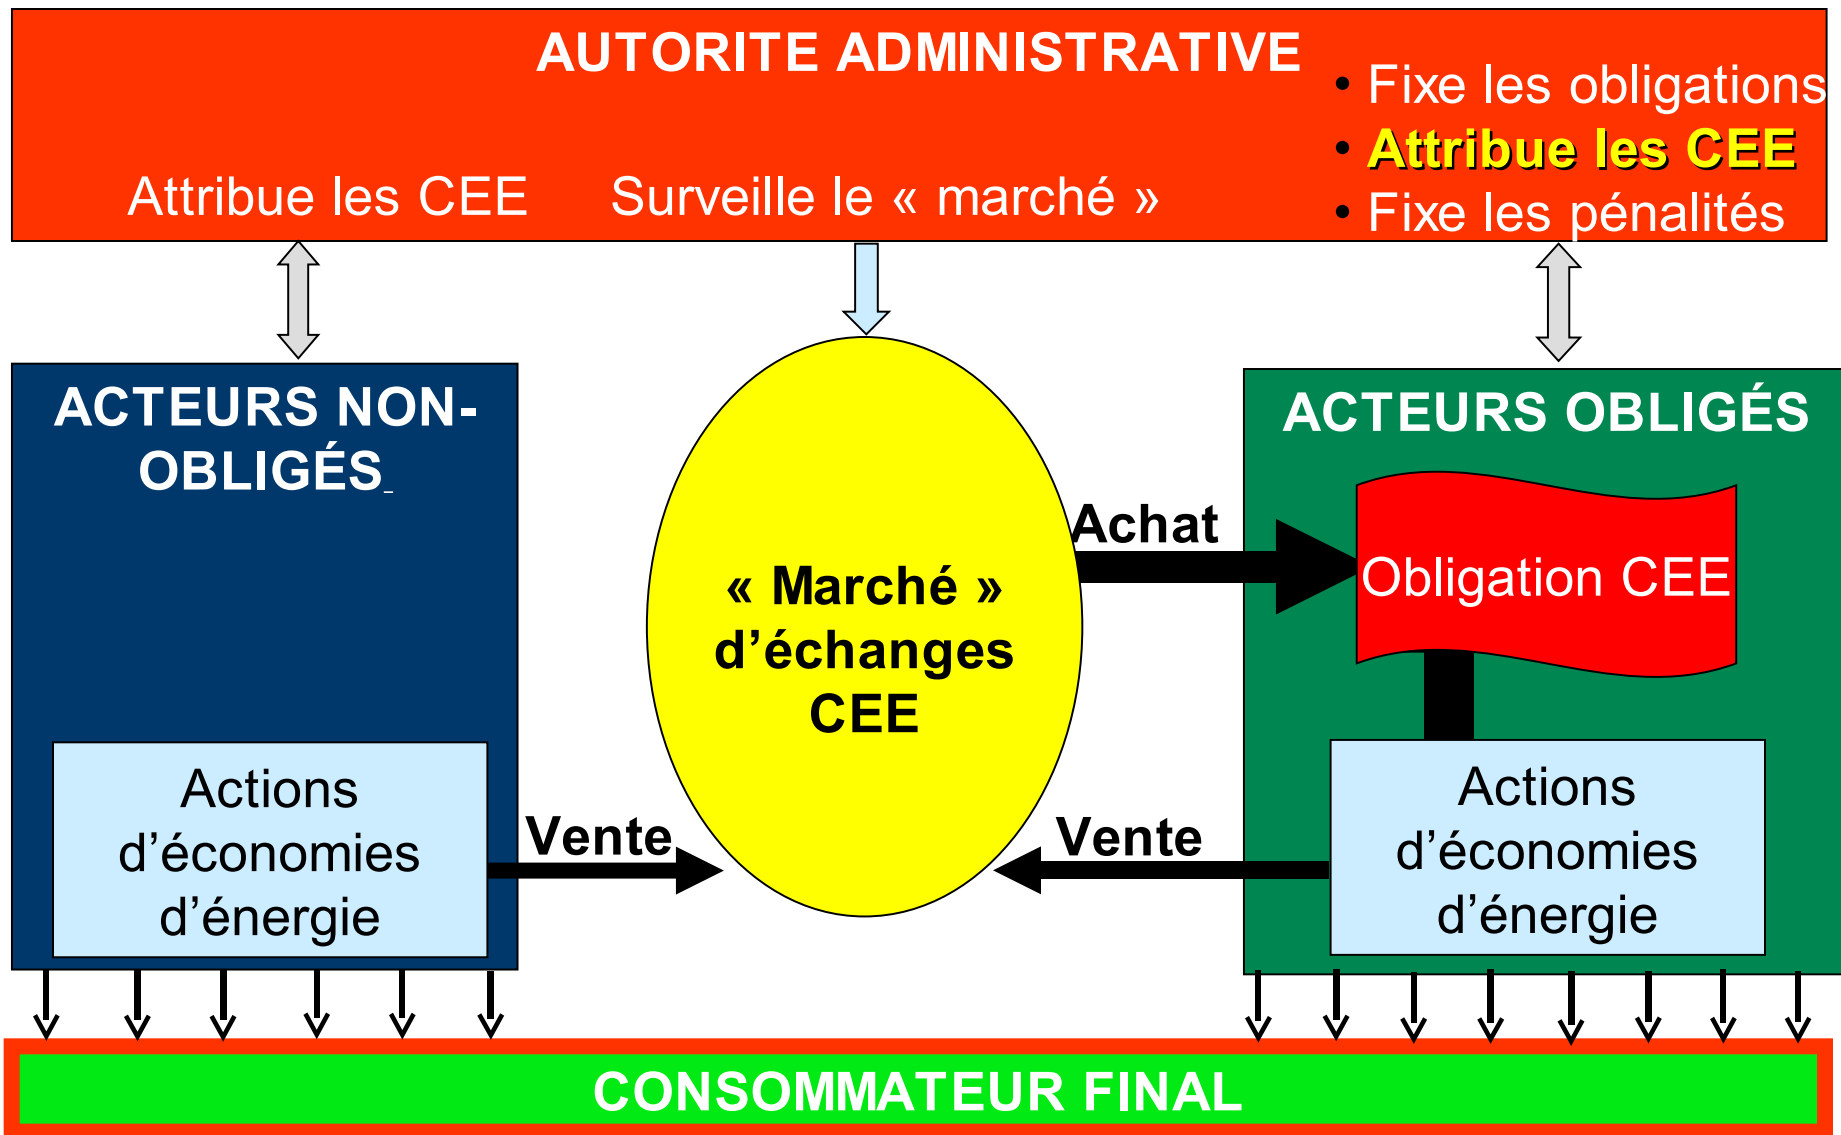 AUTORITE ADMINISTRATIVE
• Fixe les obligations
• Attribue les CEE
• Fixe les pénalités
Attribue les CEE
Surveille le « marché »
ACTEURS NON-
OBLIGÉS
Actions
d’économies
d’énergie
Vente
« Marché »
d’échanges
CEE
Achat
Vente
ACTEURS OBLIGÉS
Obligation CEE
Actions
d’économies
d’énergie
CONSOMMATEUR FINAL